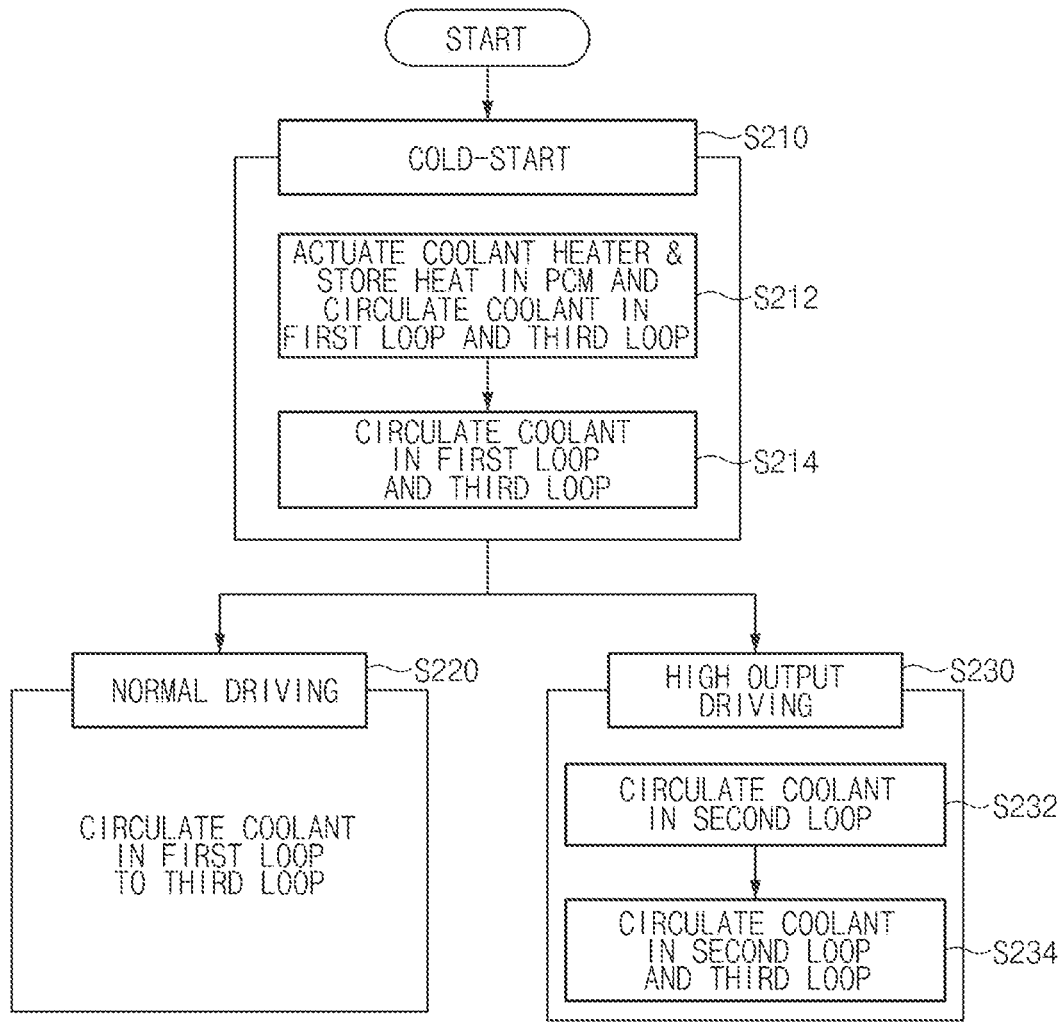 START
COLD-START
S210
ACTUATE COOLANT HEATER &
STORE HEAT IN PCM AND
CIRCULATE COOLANT IN
FIRST LOOP AND THIRD LOOP
S212
CIRCULATE COOLANT
IN FIRST LOOP
AND THIRD LOOP
S214
NORMAL DRIVING
S220
CIRCULATE COOLANT
IN FIRST LOOP
TO THIRD LOOP
HIGH OUTPUT
DRIVING
S230
CIRCULATE COOLANT
IN SECOND LOOP
S232
CIRCULATE COOLANT
IN SECOND LOOP
AND THIRD LOOP
S234